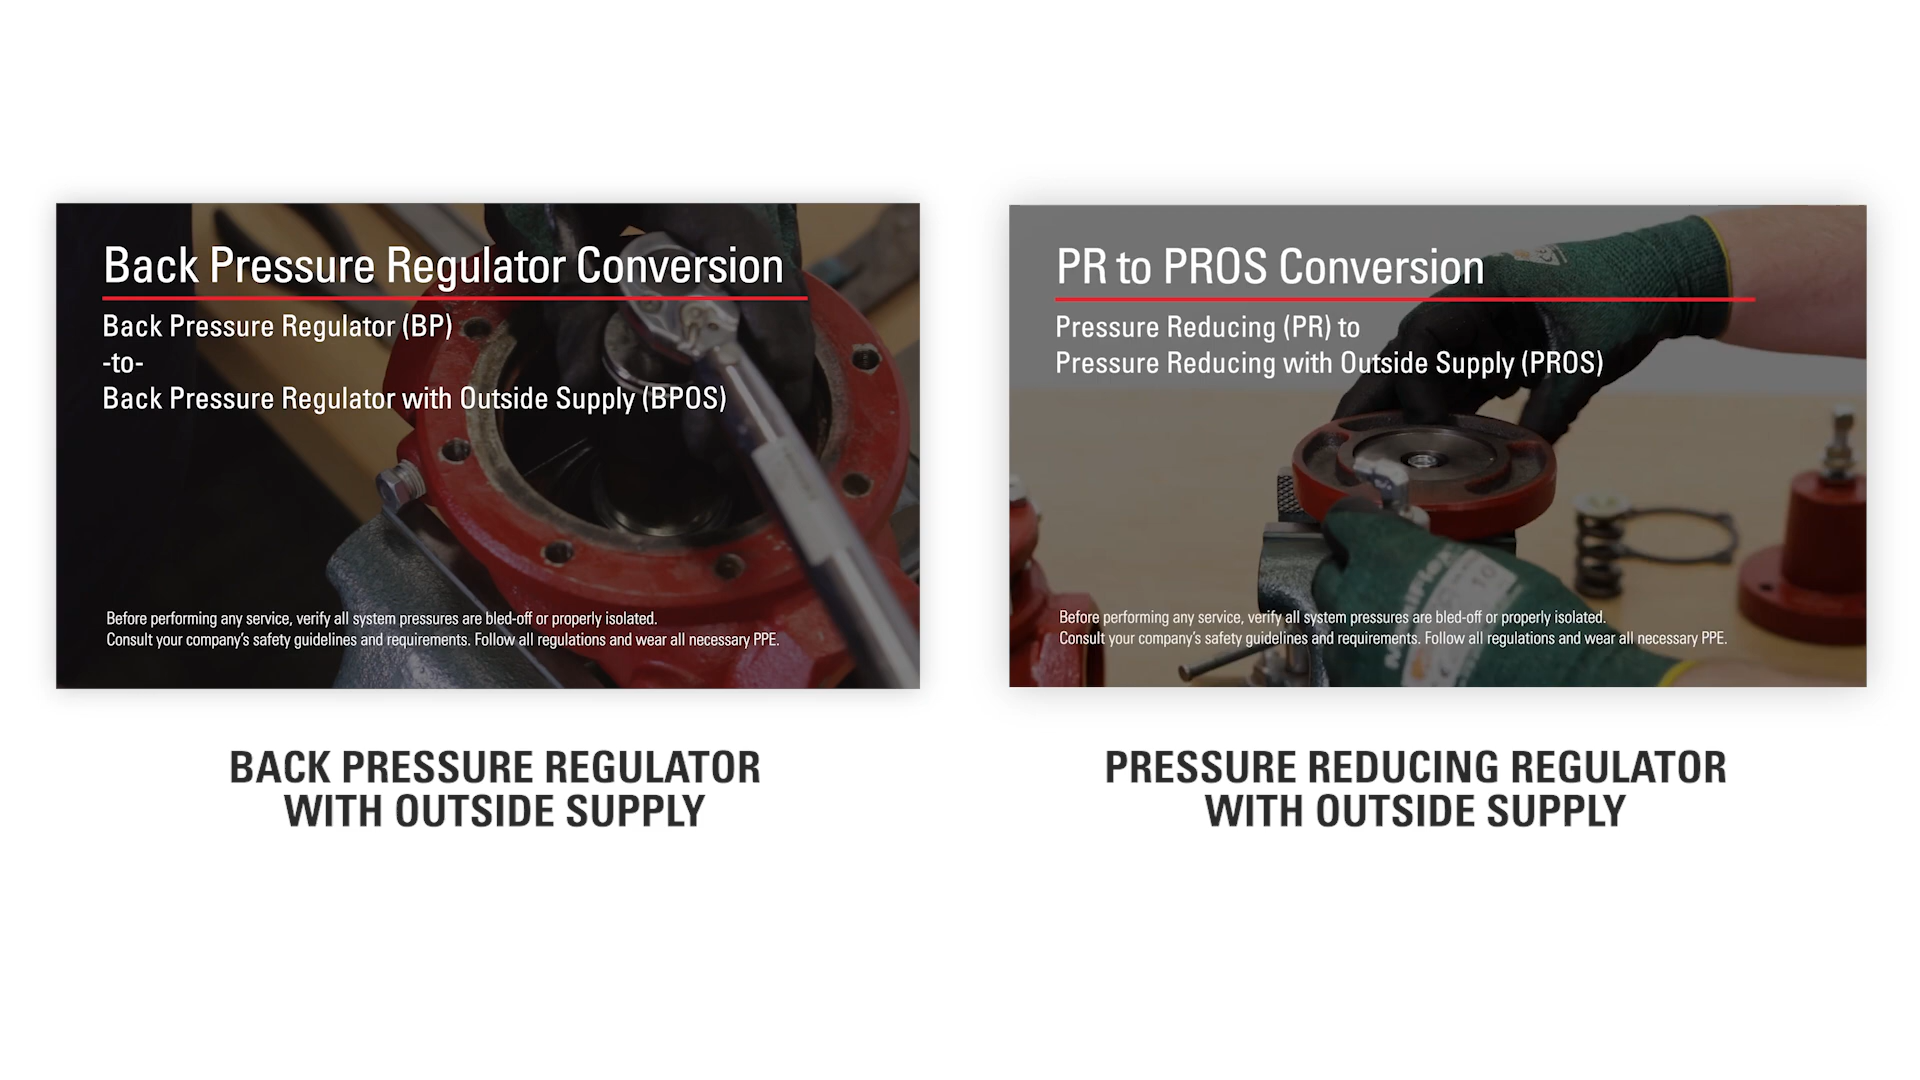 Back Pressure Regulator Conversion
Back Pressure Regulator (BP)
-to-
Back Pressure Regulator with Outside Supply (BPOS)
Before performing any service, verify all system pressures are bled-off or properly isolated.
Consult your company's safety guidelines and requirements. Follow all regulations and wear all necessary PPE.
BACK PRESSURE REGULATOR
WITH OUTSIDE SUPPLY
PR to PROS Conversion
Pressure Reducing (PR) to
Pressure Reducing with Outside Supply (PROS)
Before performing any service, verify all system pressures are bled-off or properly isolated.
Consult your company's safety guidelines and requirements. Follow all regulations and wear all necessary PPE.
PRESSURE REDUCING REGULATOR
WITH OUTSIDE SUPPLY